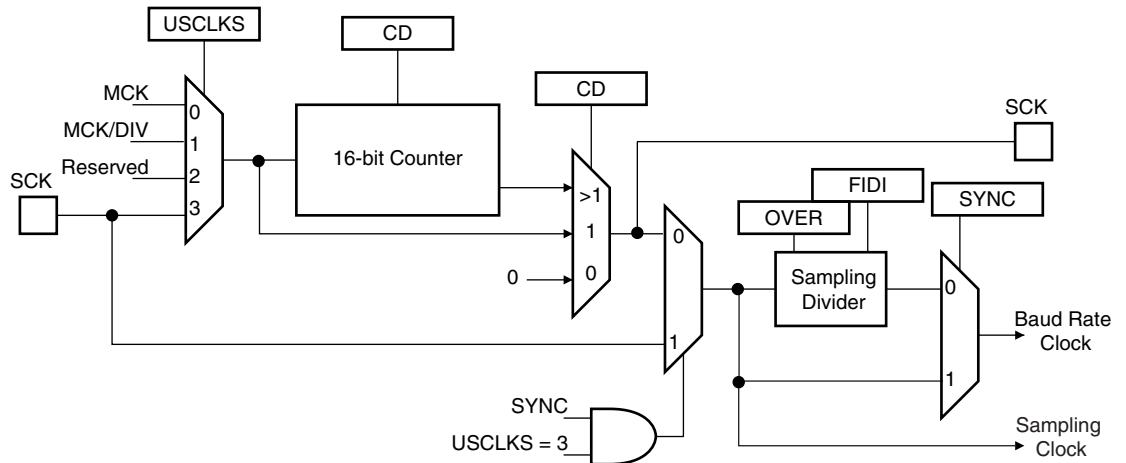 USCLKS
CD
CD
SCK
MCK
0
MCK/DIV
1
Reserved
2
SCK
3
16-bit Counter
>1
1
0
0
FIDI
OVER
SYNC
0
1
Sampling
Divider
0
1
Baud Rate
Clock
SYNC
USCLKS = 3
Sampling
Clock